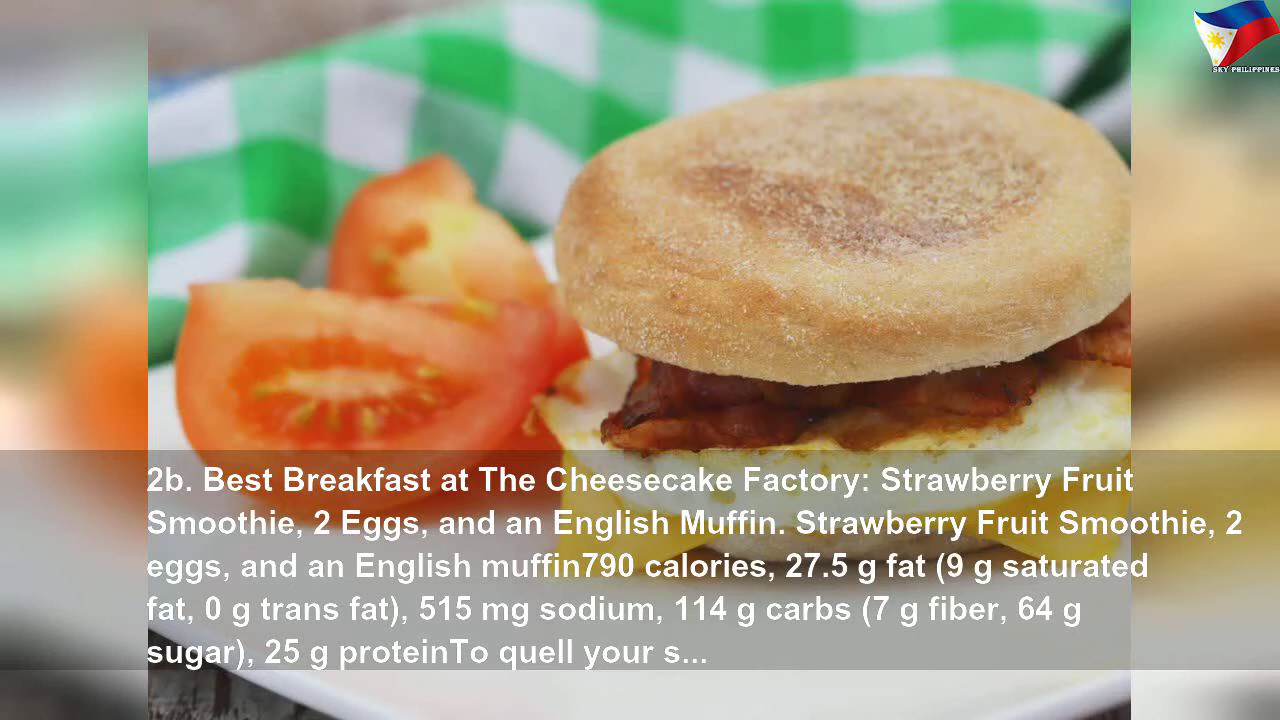 SKY PHILIPPINES
2b. Best Breakfast at The Cheesecake Factory: Strawberry Fruit
Smoothie, 2 Eggs, and an English Muffin. Strawberry Fruit Smoothie, 2
eggs, and an English muffin790 calories, 27.5 g fat (9 g saturated
fat, 0 g trans fat), 515 mg sodium, 114 g carbs (7 g fiber, 64 g
sugar), 25 g proteinTo quell your s...